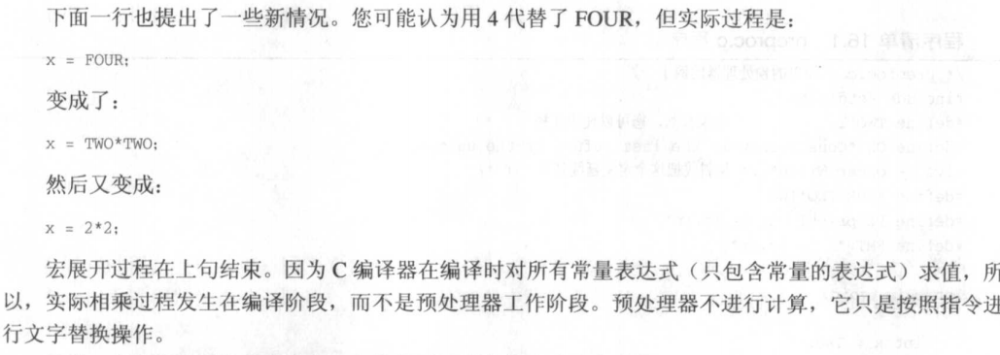 下面一行也提出了一些新情况。您可能认为用 4 代替了 FOUR，但实际过程是：
x = FOUR;
变成了：
x = TWO*TWO;
然后又变成：
x = 2*2;
宏展开过程在上句结束。因为 C 编译器在编译时对所有常量表达式（只包含常量的表达式）求值，所
以，实际相乘过程发生在编译阶段，而不是预处理器工作阶段。预处理器不进行计算，它只是按照指令进
行文字替换操作。